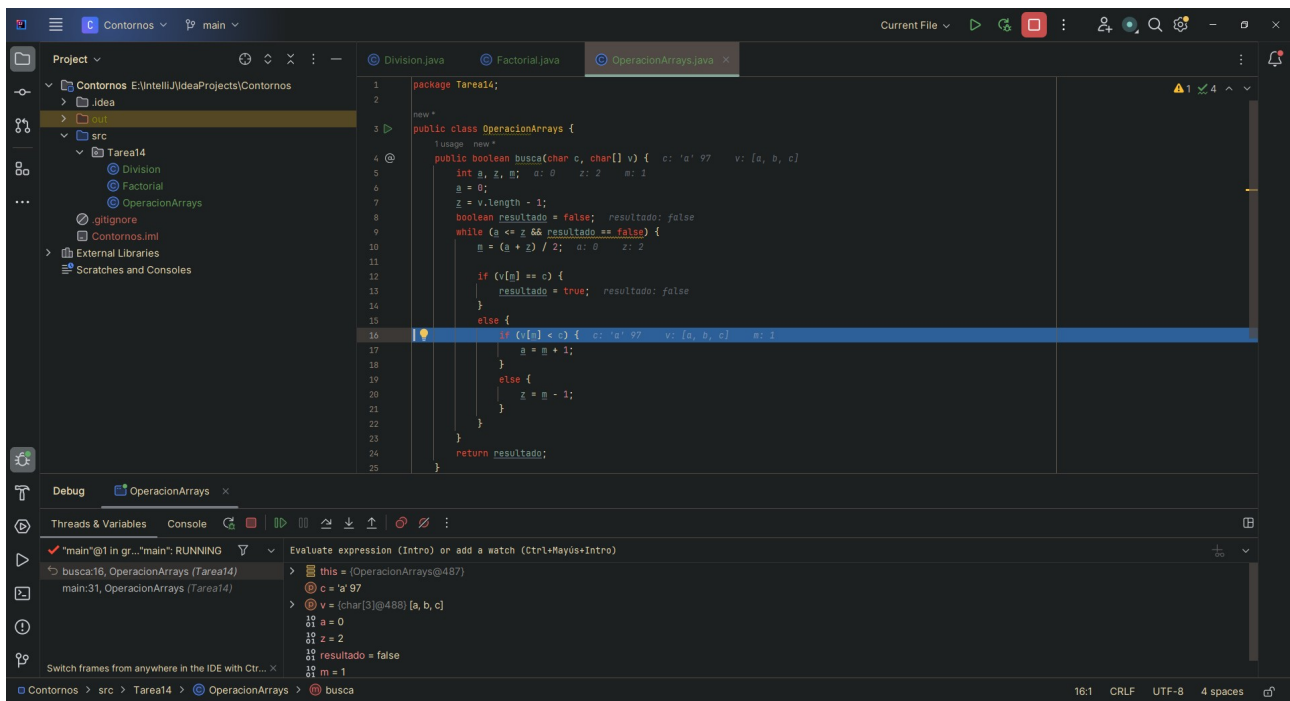 C Contornos main Current File
Project
Contornos E:\IntelliJ\IdeaProjects\Contornos
.idea
out
src
Tarea14
Division
Factorial
OperacionArrays
.gitignore
Contornos.iml
External Libraries
Scratches and Consoles
Division.java Factorial.java OperacionArrays.java
1 4
1 package Tarea14;
2
new *
3 public class OperacionArrays {
1 usage new *
4 @ public boolean busca(char c, char[] v) { c: 'a' 97 v: [a, b, c]
5 int a, z, m; a: 0 z: 2 m: 1
6 a = 0;
7 z = v.length - 1;
8 boolean resultado = false; resultado: false
9 while (a <= z && resultado == false) {
10 m = (a + z) / 2; a: 0 z: 2
11
12 if (v[m] == c) {
13 resultado = true; resultado: false
14 }
15 else {
16 if (v[m] < c) { c: 'a' 97 v: [a, b, c] m: 1
17 a = m + 1;
18 }
19 else {
20 z = m - 1;
21 }
22 }
23 }
24 return resultado;
25 }
Debug OperacionArrays
Threads & Variables Console
"main"@1 in gr..."main": RUNNING
busca:16, OperacionArrays (Tarea14)
main:31, OperacionArrays (Tarea14)
Switch frames from anywhere in the IDE with Ctr...
Evaluate expression (Intro) or add a watch (Ctrl+Mayús+Intro)
this = {OperacionArrays@487}
c = 'a' 97
v = {char[3]@488} [a, b, c]
a = 0
z = 2
resultado = false
m = 1
Contornos > src > Tarea14 > OperacionArrays > busca 16:1 CRLF UTF-8 4 spaces